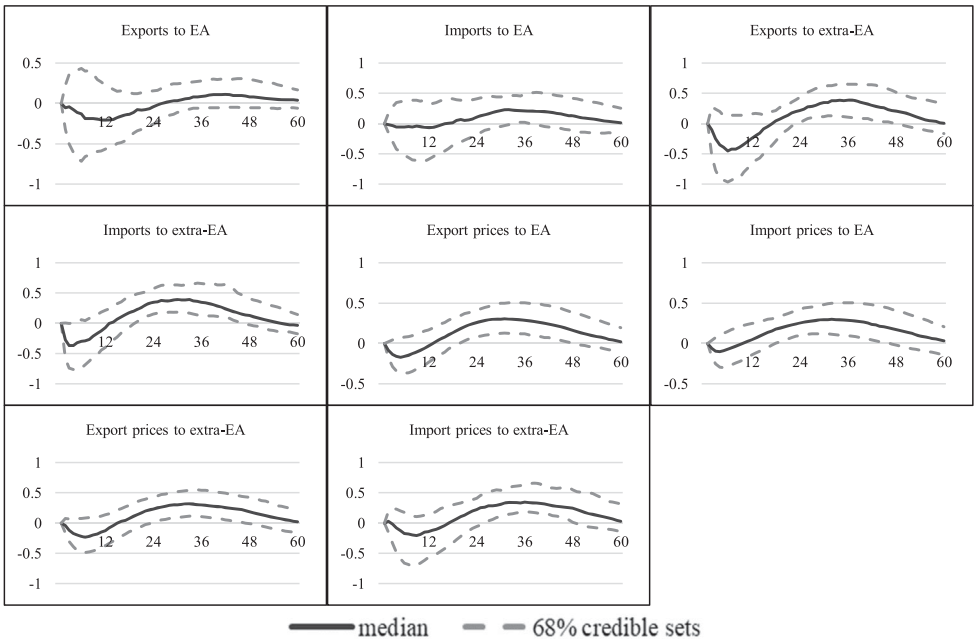 Exports to EA
0.5
0
-0.5
-1
12 24 36 48 60
Imports to EA
1
0.5
0
-0.5
-1
12 24 36 48 60
Exports to extra-EA
1
0.5
0
-0.5
-1
12 24 36 48 60
Imports to extra-EA
1
0.5
0
-0.5
-1
12 24 36 48 60
Export prices to EA
1
0.5
0
-0.5
12 24 36 48 60
Import prices to EA
1
0.5
0
-0.5
12 24 36 48 60
Export prices to extra-EA
1
0.5
0
-0.5
-1
12 24 36 48 60
Import prices to extra-EA
1
0.5
0
-0.5
-1
12 24 36 48 60
median 68% credible sets